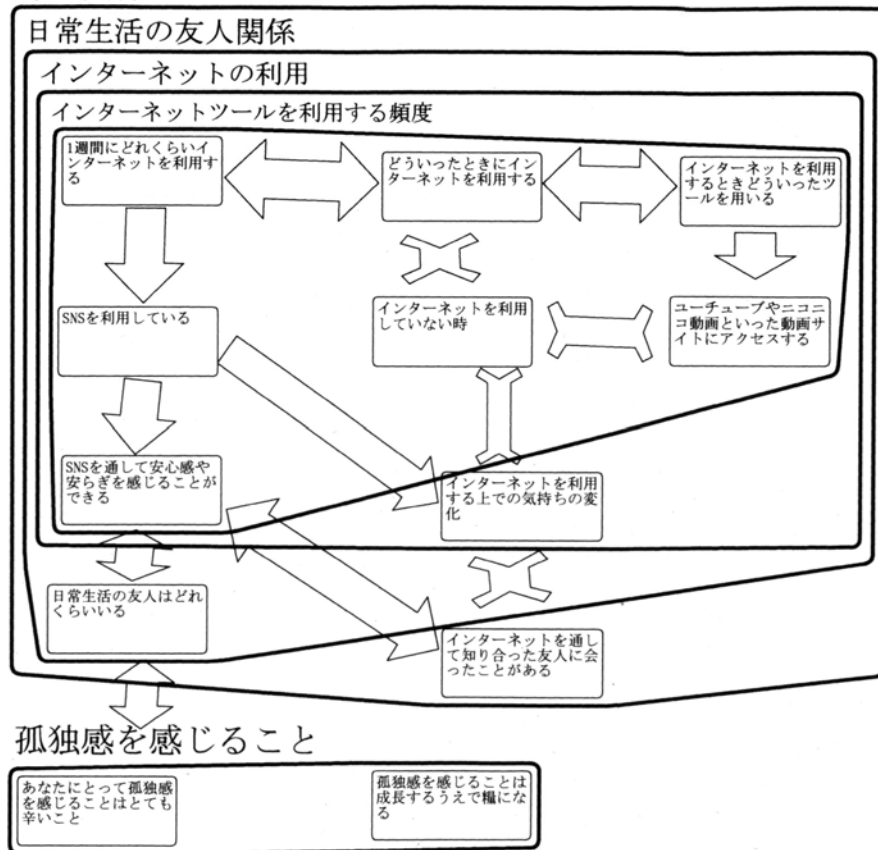 日常生活の友人関係
インターネットの利用
インターネットツールを利用する頻度
1週間にどれくらいイ
ンターネットを利用す
る
どういったときにイン
ターネットを利用する
インターネットを利用
するときどういったツ
ールを用いる
SNSを利用している
インターネットを利用
していない時
ユーチューブやニコニ
コ動画といった動画サ
イトにアクセスする
SNSを通して安心感や
安らぎを感じることが
できる
インターネットを利用
する上での気持ちの変
化
日常生活の友人はどれ
くらいいる
インターネットを通し
て知り合った友人に会
ったことがある
孤独感を感じること
あなたにとって孤独感
を感じることはとても
辛いこと
孤独感を感じることは
成長するうえで糧にな
る